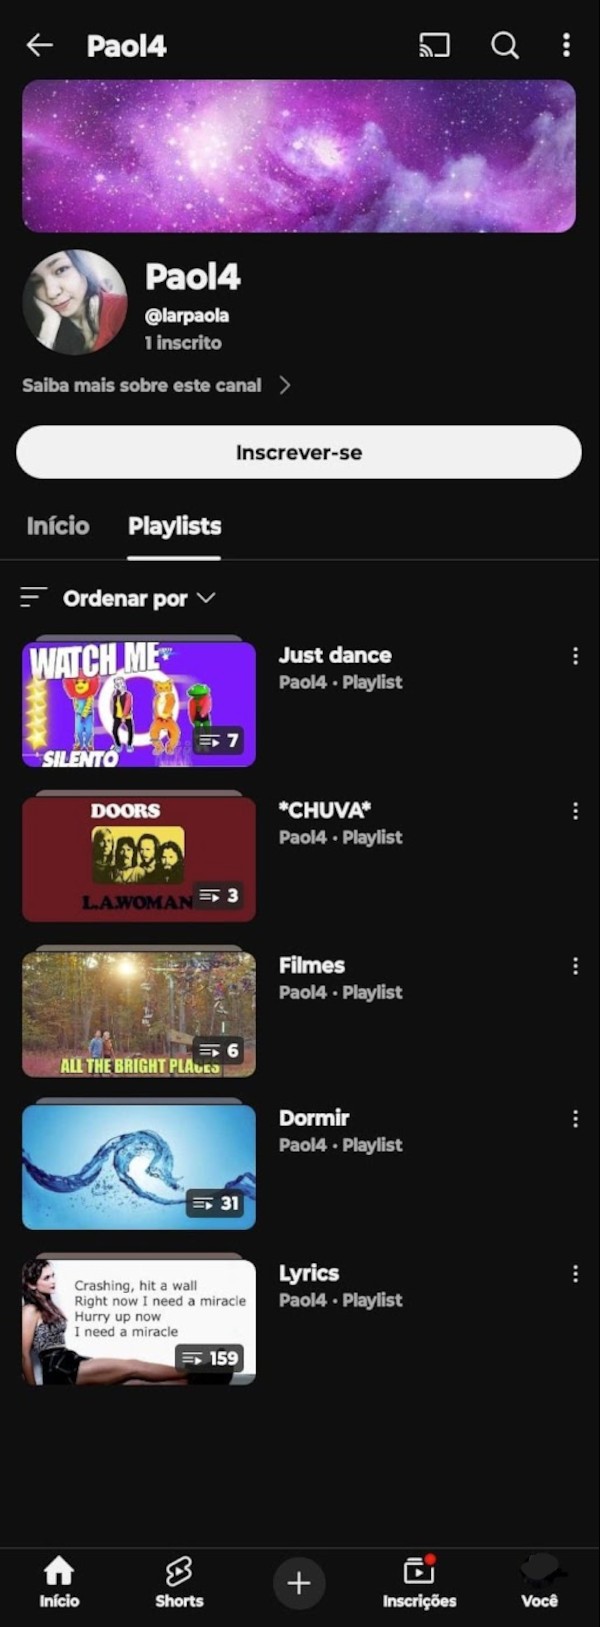 Paol4
Paol4
@larpaola
1 inscrito
Saiba mais sobre este canal
Inscrever-se
Início
Playlists
Ordenar por
WATCH ME
SILENTÓ
7
Just dance
Paol4 • Playlist
DOORS
L.A.WOMAN
3
*CHUVA*
Paol4 • Playlist
ALL THE BRIGHT PLACES
6
Filmes
Paol4 • Playlist
31
Dormir
Paol4 • Playlist
Crashing, hit a wall
Right now I need a miracle
Hurry up now
I need a miracle
159
Lyrics
Paol4 • Playlist
Início
Shorts
Inscrições
Você